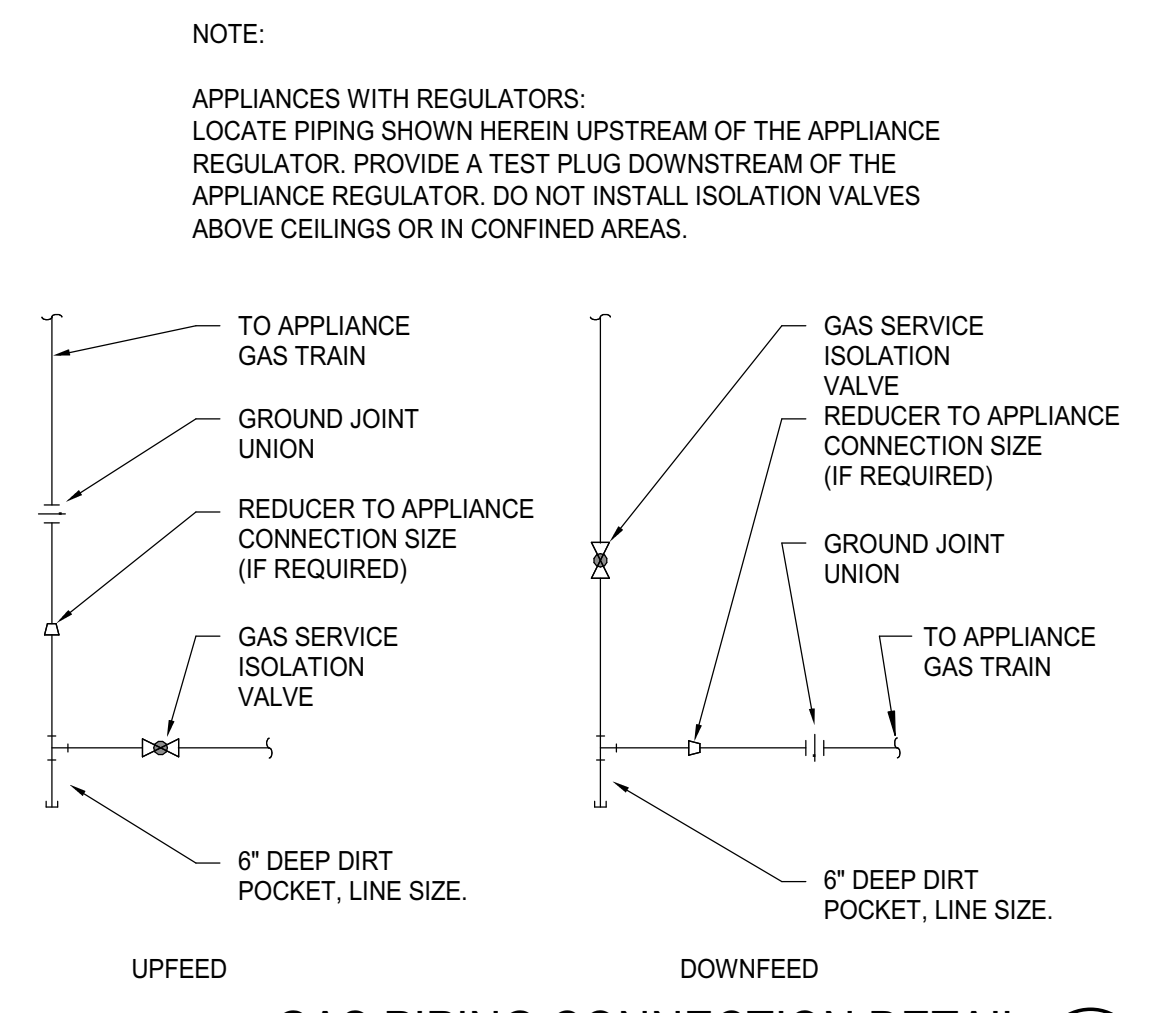 NOTE:
APPLIANCES WITH REGULATORS:
LOCATE PIPING SHOWN HEREIN UPSTREAM OF THE APPLIANCE
REGULATOR. PROVIDE A TEST PLUG DOWNSTREAM OF THE
APPLIANCE REGULATOR. DO NOT INSTALL ISOLATION VALVES
ABOVE CEILINGS OR IN CONFINED AREAS.
TO APPLIANCE
GAS TRAIN
GROUND JOINT
UNION
REDUCER TO APPLIANCE
CONNECTION SIZE
(IF REQUIRED)
GAS SERVICE
ISOLATION
VALVE
6" DEEP DIRT
POCKET, LINE SIZE.
UPFEED
GAS SERVICE
ISOLATION
VALVE
REDUCER TO APPLIANCE
CONNECTION SIZE
(IF REQUIRED)
GROUND JOINT
UNION
TO APPLIANCE
GAS TRAIN
6" DEEP DIRT
POCKET, LINE SIZE.
DOWNFEED
GAS PIPING CONNECTION DETAIL